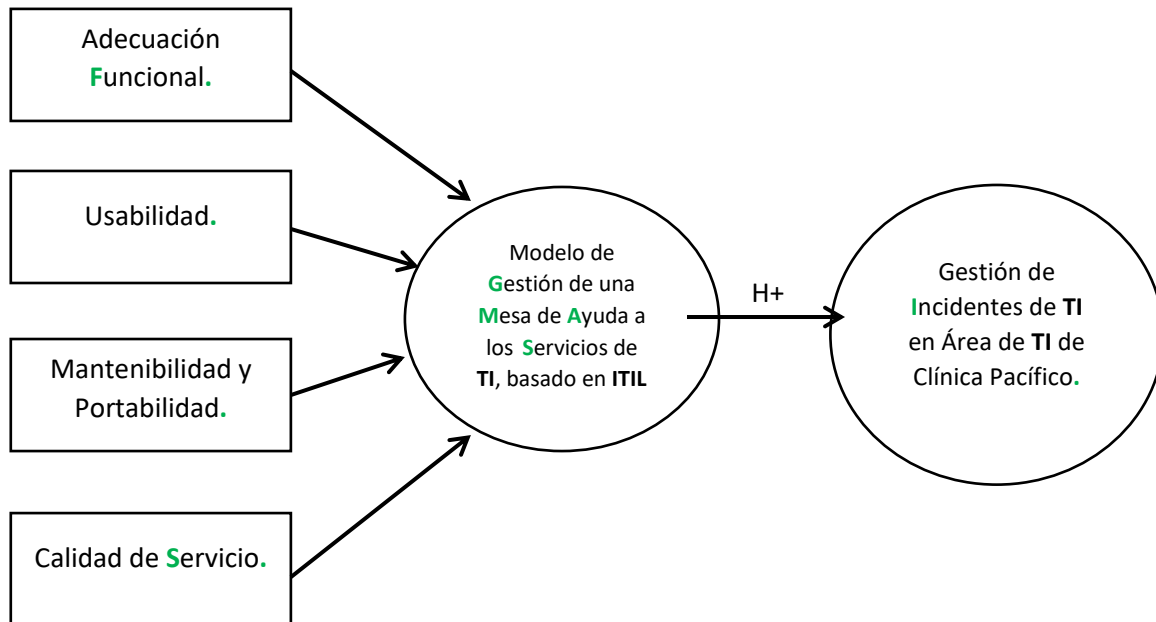 Adecuación
Funcional.
Usabilidad.
Mantenibilidad y
Portabilidad.
Calidad de Servicio.
Modelo de
Gestión de una
Mesa de Ayuda a
los Servicios de
TI, basado en ITIL
H+
Gestión de
Incidentes de TI
en Área de TI de
Clínica Pacífico.